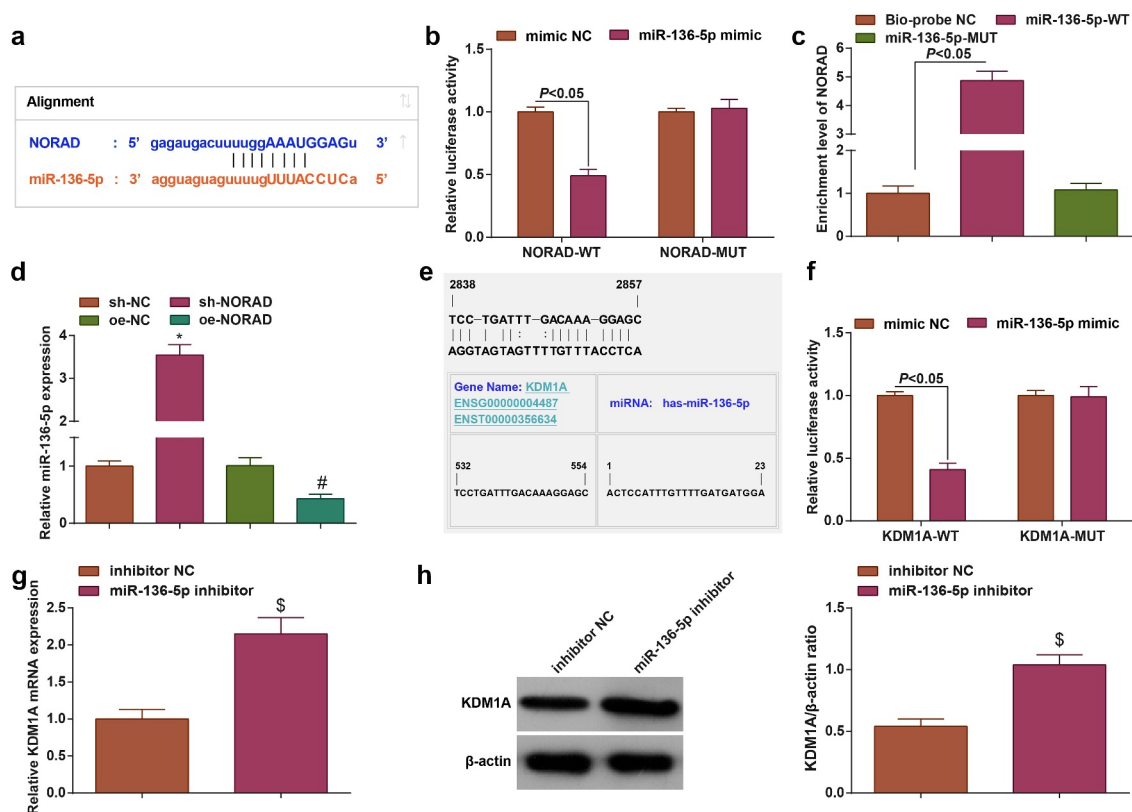 a
Alignment
NORAD : 5’ gagaugacuuuuggAAAUGGAGu 3’
miR-136-5p : 3’ agguaguaguuuugUUUACCUCa 5’
b
mimic NC miR-136-5p mimic
Relative luciferase activity
1.5
1.0
0.5
0.0
P<0.05
NORAD-WT NORAD-MUT
c
Bio-probe NC miR-136-5p-WT
miR-136-5p-MUT
Enrichment level of NORAD
6
5
4
3
2
1
0
P<0.05
d
sh-NC sh-NORAD
oe-NC oe-NORAD
Relative miR-136-5p expression
4
3
2
1
0
*
#
e
2838 2857
TCC–TGATTT–GACAAA–GGAGC
AGGTAGTAGTTTTGTTTACCTCA
Gene Name: KDM1A
ENSG00000004487
ENST00000356634
miRNA: has-miR-136-5p
532 554
TCCTGATTTGACAAAGGAGC
1 23
ACTCCATTTGTTTTGATGATGGA
f
mimic NC miR-136-5p mimic
Relative luciferase activity
1.5
1.0
0.5
0.0
P<0.05
KDM1A-WT KDM1A-MUT
g
inhibitor NC
miR-136-5p inhibitor
Relative KDM1A mRNA expression
2.5
2.0
1.5
1.0
0.5
0.0
$
h
inhibitor NC
miR-136-5p inhibitor
KDM1A
β-actin
inhibitor NC
miR-136-5p inhibitor
KDM1A/β-actin ratio
1.5
1.0
0.5
0.0
$